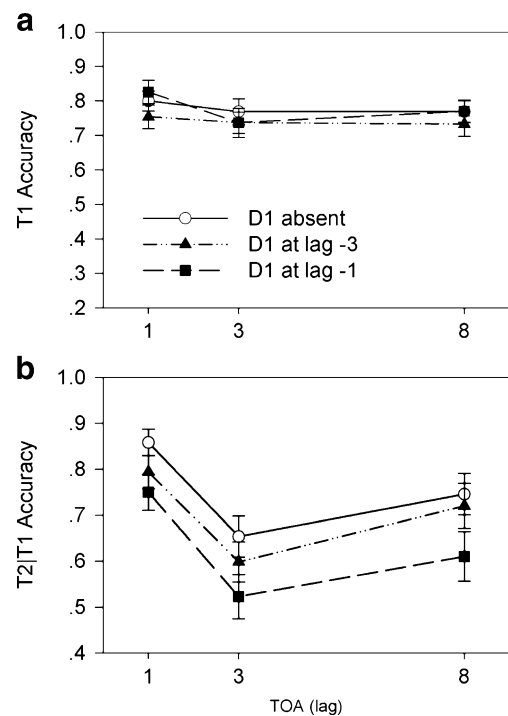 a
T1 Accuracy
1.0
.9
.8
.7
.6
.5
.4
.3
.2
D1 absent
D1 at lag -3
D1 at lag -1
1 3 8
b
T2|T1 Accuracy
1.0
.9
.8
.7
.6
.5
.4
1 3 8
TOA (lag)